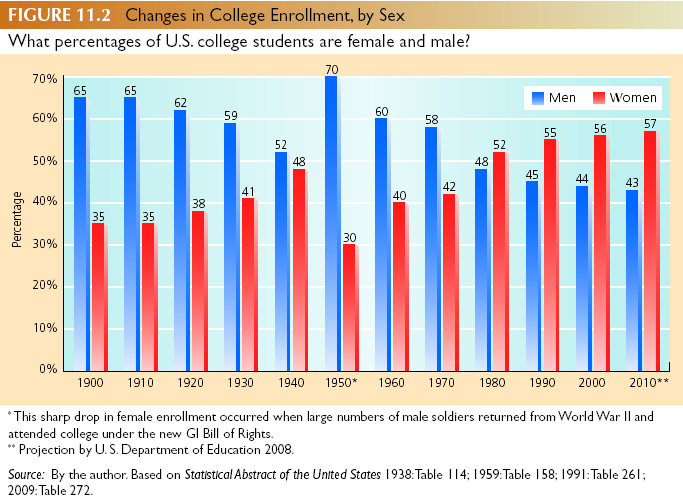 FIGURE 11.2 Changes in College Enrollment, by Sex
What percentages of U.S. college students are female and male?
70%
60%
50%
40%
30%
20%
10%
0%
Percentage
Men
Women
65 35
65 35
62 38
59 41
52 48
70 30
60 40
58 42
48 52
45 55
44 56
43 57
1900 1910 1920 1930 1940 1950* 1960 1970 1980 1990 2000 2010**
* This sharp drop in female enrollment occurred when large numbers of male soldiers returned from World War II and
attended college under the new GI Bill of Rights.
** Projection by U. S. Department of Education 2008.
Source: By the author. Based on Statistical Abstract of the United States 1938:Table 114; 1959:Table 158; 1991:Table 261;
2009:Table 272.